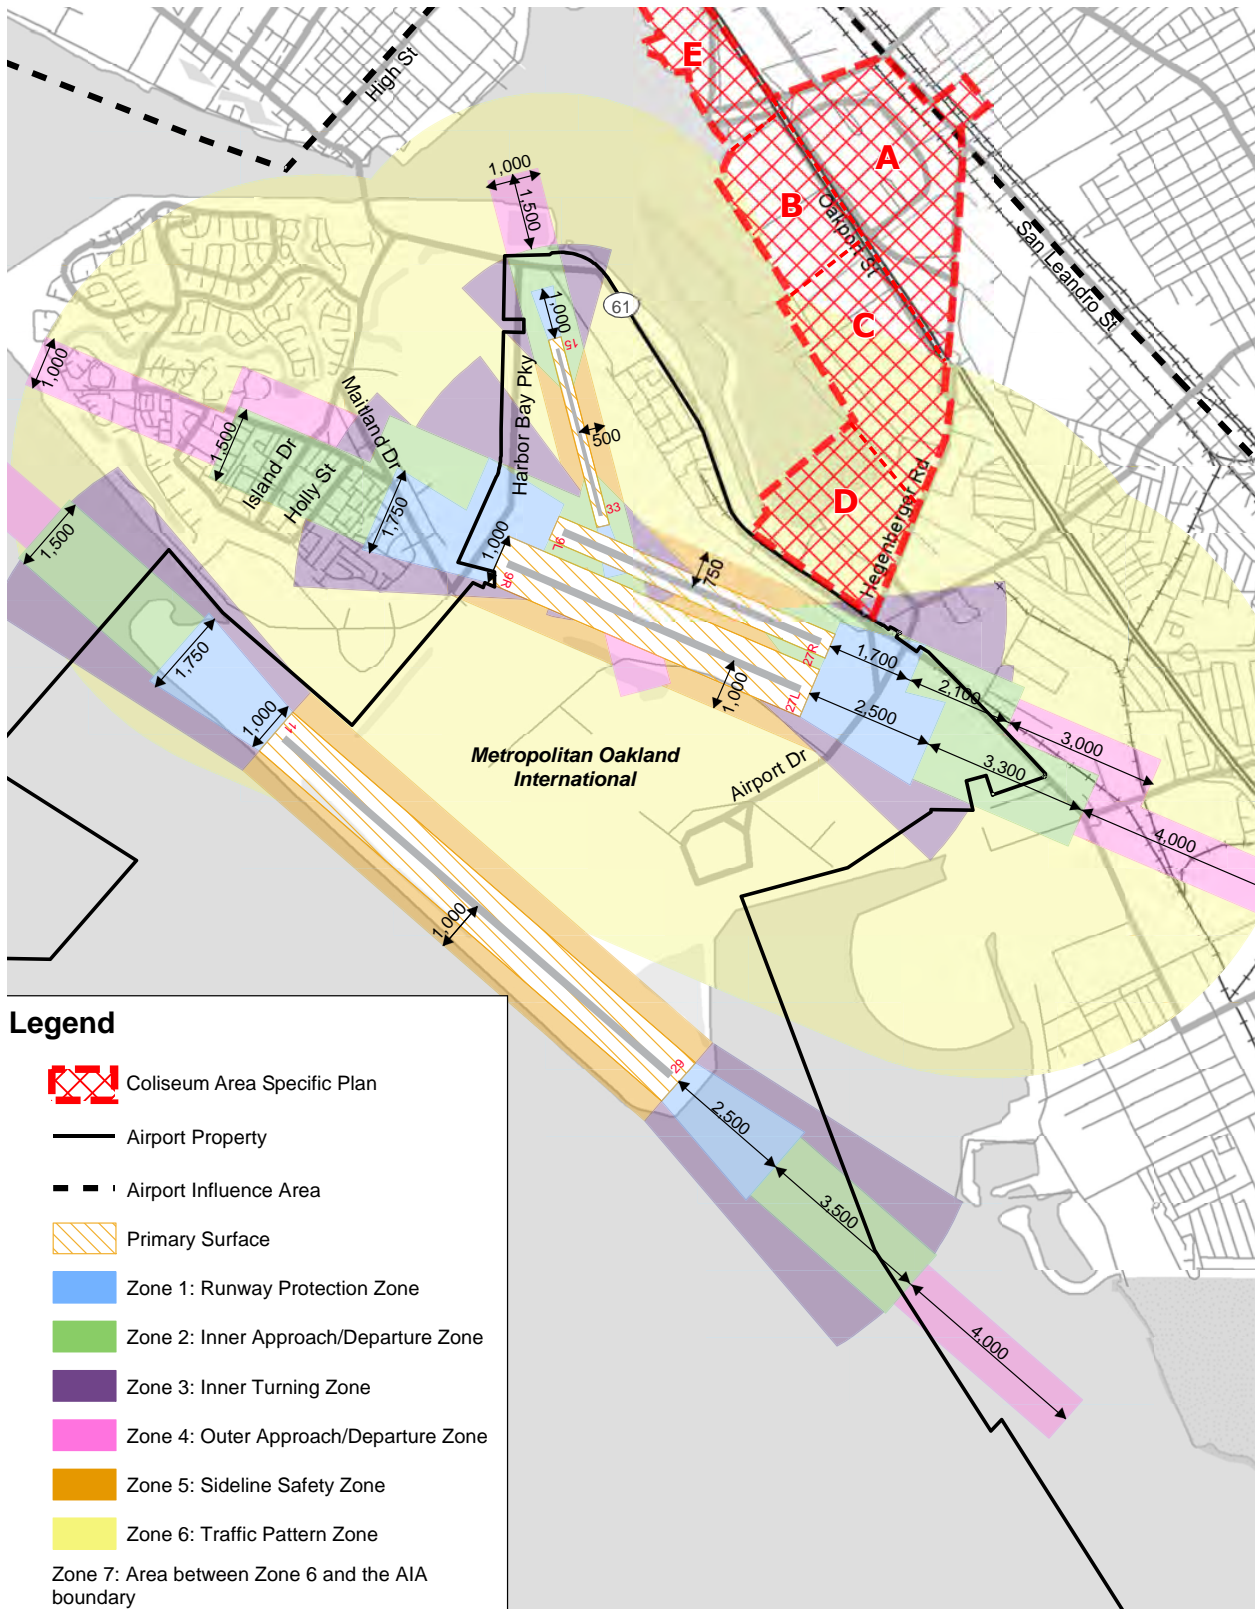 E
High St
A
1,000
1,500
B
Oakport St
San Leandro St
61
1,000
15
C
1,000
Maitland Dr
Harbor Bay Pky
500
1,500
Island Dr
Holly St
Hegenberger Rd
D
1,750
33
1,500
1,000
9L
9R
750
1,750
27R
1,700
2,100
1,000
27L
2,500
3,000
1,000
11
Metropolitan Oakland
International
3,300
Airport Dr
4,000
1,000
29
2,500
3,500
4,000
Legend
Coliseum Area Specific Plan
Airport Property
Airport Influence Area
Primary Surface
Zone 1: Runway Protection Zone
Zone 2: Inner Approach/Departure Zone
Zone 3: Inner Turning Zone
Zone 4: Outer Approach/Departure Zone
Zone 5: Sideline Safety Zone
Zone 6: Traffic Pattern Zone
Zone 7: Area between Zone 6 and the AIA
boundary